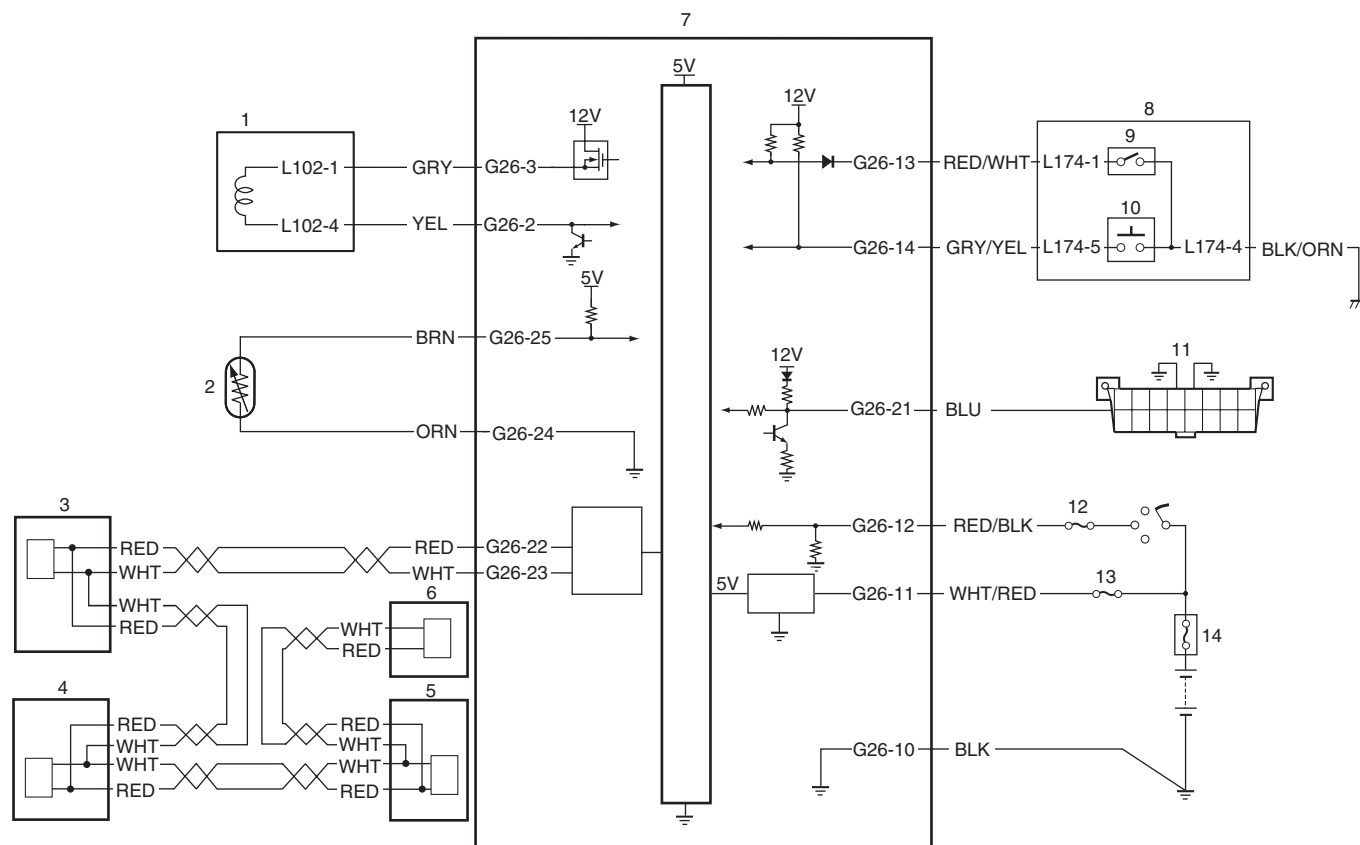 7
5V
1
12V
L102-1 GRY G26-3
L102-4 YEL G26-2
5V
BRN G26-25
2
ORN G26-24
3
RED RED G26-22
WHT WHT G26-23
WHT
RED
6
WHT
RED
4
RED
WHT
WHT
RED
5
RED
WHT
WHT
RED
12V
8
9
G26-13 RED/WHT L174-1
10
G26-14 GRY/YEL L174-5 L174-4 BLK/ORN
12V
11
G26-21 BLU
12
G26-12 RED/BLK
13
5V G26-11 WHT/RED
14
G26-10 BLK